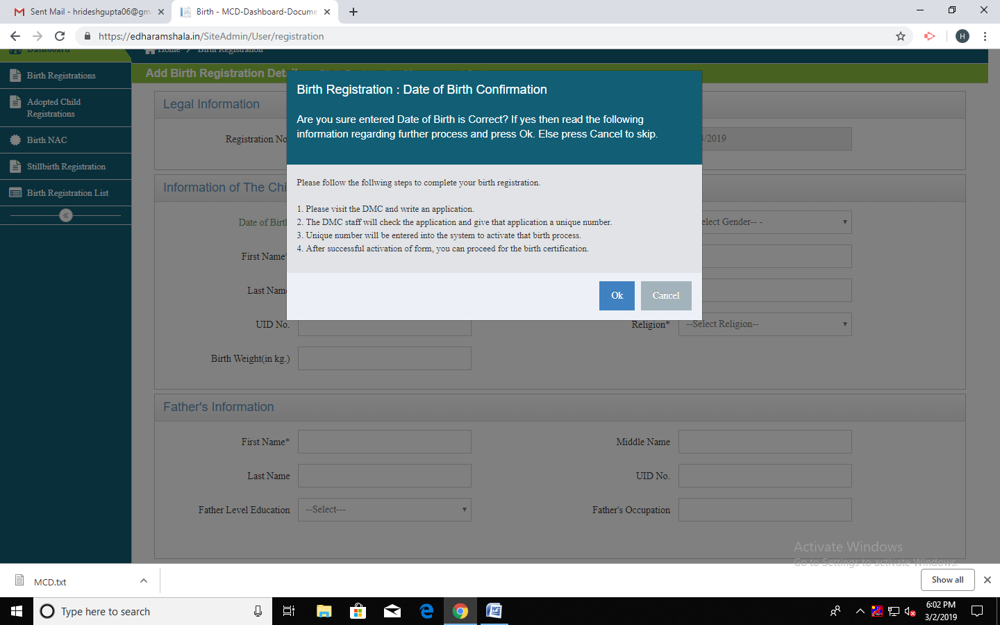 Sent Mail - hrideshgupta06@gm
Birth - MCD-Dashboard-Docume
https://edharamshala.in/SiteAdmin/User/registration
H
Dashboard
Home > Birth Registration
Birth Registrations
Adopted Child
Registrations
Birth NAC
Stillbirth Registration
Birth Registration List
Add Birth Registration Det
Legal Information
Registration No
/2019
Information of The Chi
Date of Birt
elect Gender-- -
First Name
Last Nam
UID No.
Religion*
--Select Religion--
Birth Weight(in kg.)
Birth Registration : Date of Birth Confirmation
Are you sure entered Date of Birth is Correct? If yes then read the following
information regarding further process and press Ok. Else press Cancel to skip.
Please follow the follwing steps to complete your birth registration.
1. Please visit the DMC and write an application.
2. The DMC staff will check the application and give that application a unique number.
3. Unique number will be entered into the system to activate that birth process.
4. After successful activation of form, you can proceed for the birth certification.
Ok
Cancel
Father's Information
First Name*
Middle Name
Last Name
UID No.
Father Level Education
--Select---
Father's Occupation
Activate Windows
Go to Settings to activate Windows.
MCD.txt
Show all
Type here to search
6:02 PM
3/2/2019